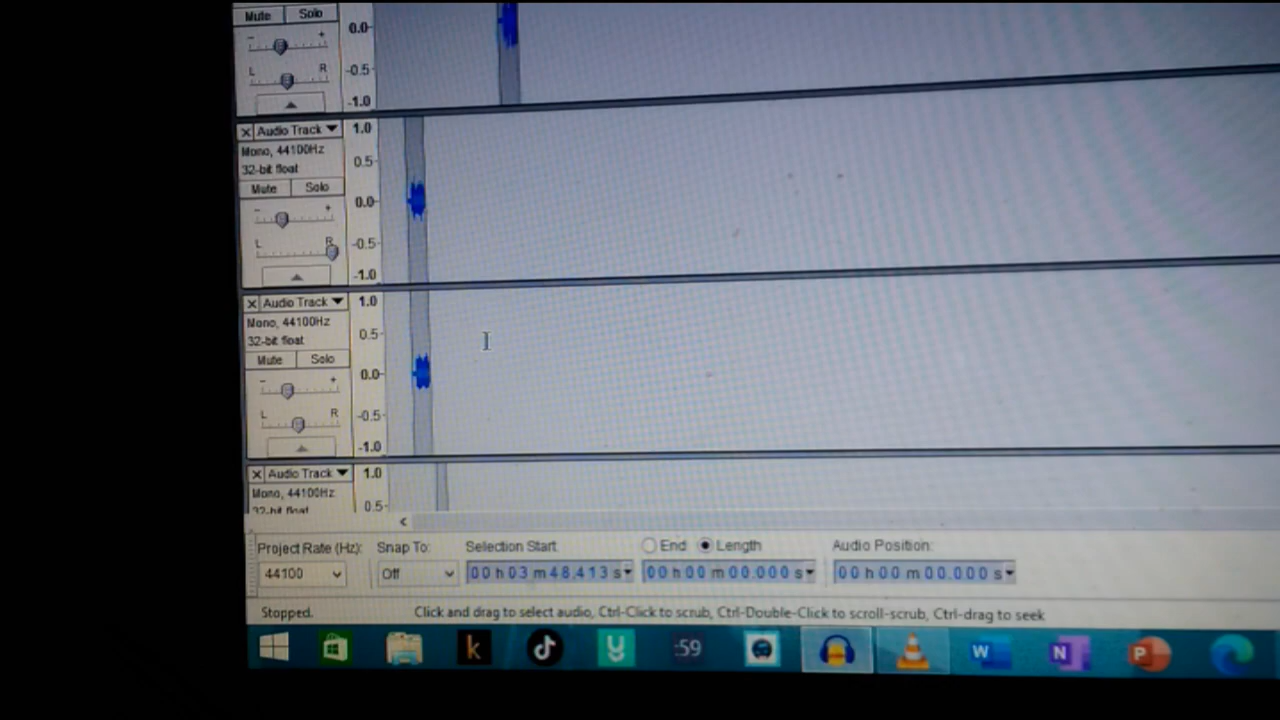 Mute Solo
0.0
- +
-0.5
L R
-1.0
× Audio Track 1.0
Mono, 44100Hz
32-bit float 0.5
Mute Solo
0.0
- +
-0.5
L R
-1.0
× Audio Track 1.0
Mono, 44100Hz
32-bit float 0.5
Mute Solo
0.0
- +
-0.5
L R
-1.0
× Audio Track 1.0
Mono, 44100Hz
32-bit float 0.5
Project Rate (Hz): Snap To: Selection Start End Length Audio Position:
44100 Off 00 h 03 m 48.413 s 00 h 00 m 00.000 s 00 h 00 m 00.000 s
Stopped. Click and drag to select audio, Ctrl-Click to scrub, Ctrl-Double-Click to scroll-scrub, Ctrl-drag to seek
k :59 W N P